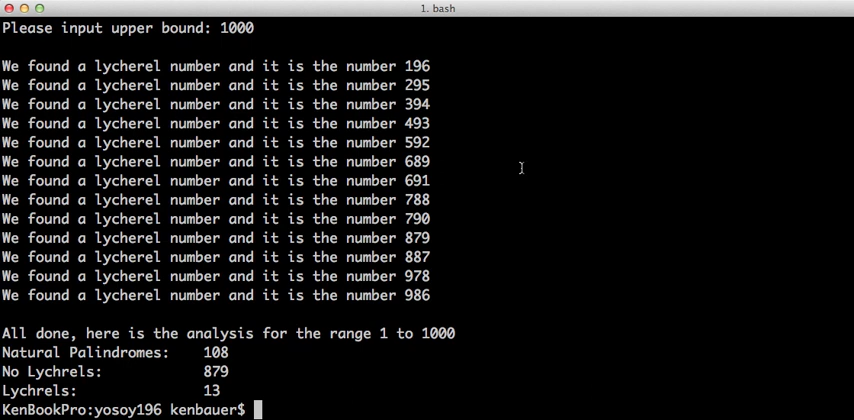 1. bash
Please input upper bound: 1000
We found a lycherel number and it is the number 196
We found a lycherel number and it is the number 295
We found a lycherel number and it is the number 394
We found a lycherel number and it is the number 493
We found a lycherel number and it is the number 592
We found a lycherel number and it is the number 689
We found a lycherel number and it is the number 691
We found a lycherel number and it is the number 788
We found a lycherel number and it is the number 790
We found a lycherel number and it is the number 879
We found a lycherel number and it is the number 887
We found a lycherel number and it is the number 978
We found a lycherel number and it is the number 986
All done, here is the analysis for the range 1 to 1000
Natural Palindromes: 108
No Lychrels: 879
Lychrels: 13
KenBookPro:yosoy196 kenbauer$